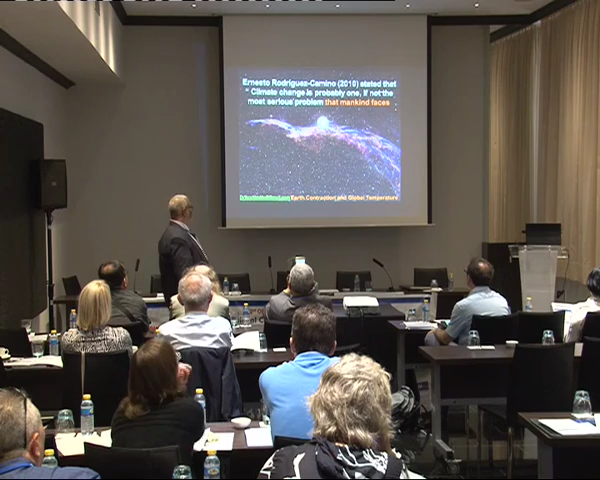 Ernesto Rodriguez-Camino (2010) stated that
" Climate change is probably one, if not the
most serious problem that mankind faces
Earth Contraction and Global Temperature